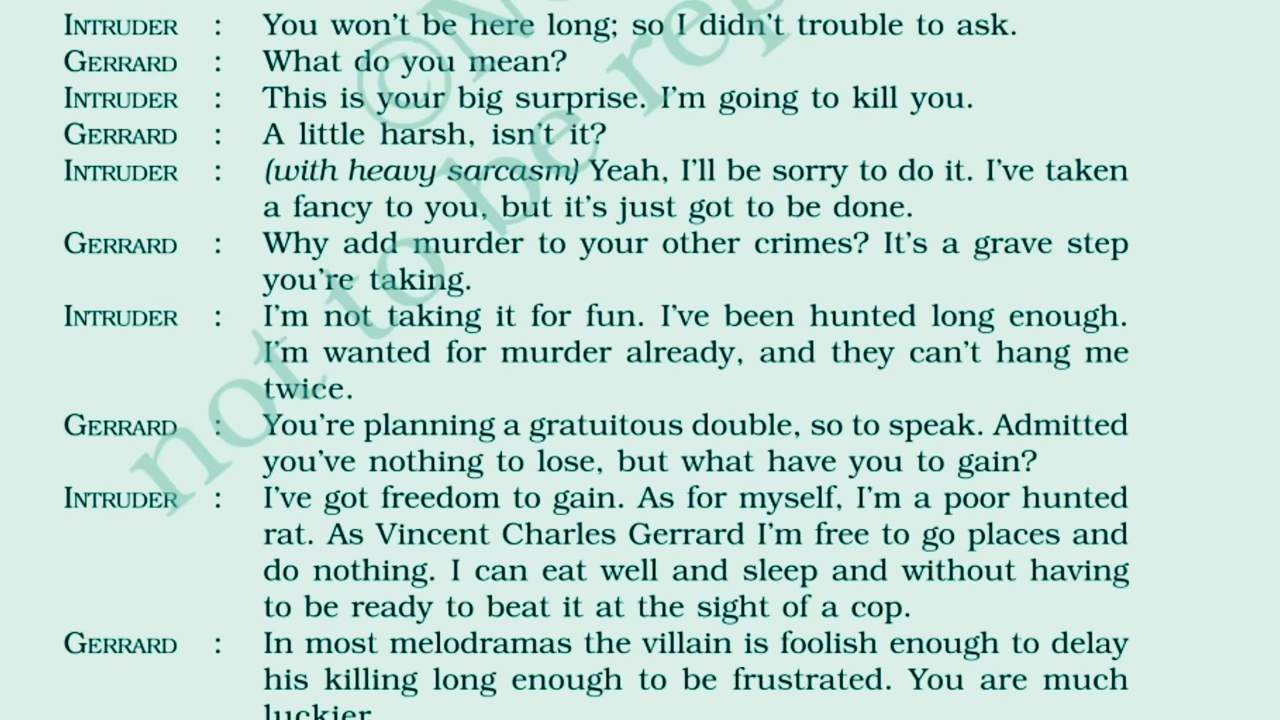 INTRUDER : You won't be here long; so I didn't trouble to ask.
GERRARD : What do you mean?
INTRUDER : This is your big surprise. I'm going to kill you.
GERRARD : A little harsh, isn't it?
INTRUDER : (with heavy sarcasm) Yeah, I'll be sorry to do it. I've taken
a fancy to you, but it's just got to be done.
GERRARD : Why add murder to your other crimes? It's a grave step
you're taking.
INTRUDER : I'm not taking it for fun. I've been hunted long enough.
I'm wanted for murder already, and they can't hang me
twice.
GERRARD : You're planning a gratuitous double, so to speak. Admitted
you've nothing to lose, but what have you to gain?
INTRUDER : I've got freedom to gain. As for myself, I'm a poor hunted
rat. As Vincent Charles Gerrard I'm free to go places and
do nothing. I can eat well and sleep and without having
to be ready to beat it at the sight of a cop.
GERRARD : In most melodramas the villain is foolish enough to delay
his killing long enough to be frustrated. You are much
luckier.
©N
not to be rep